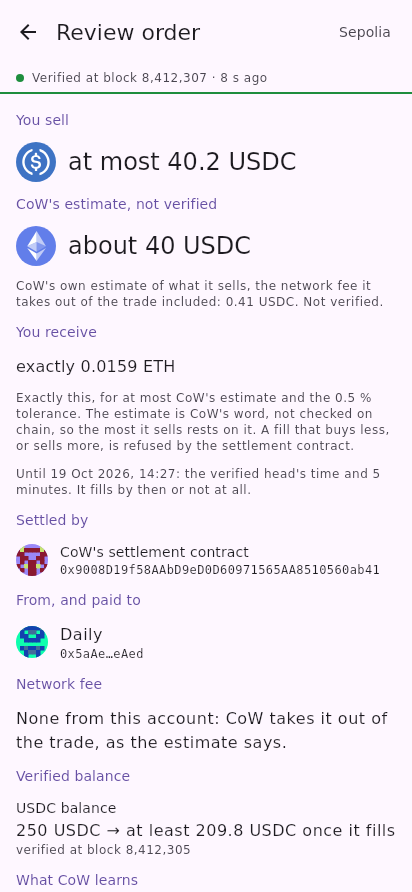 Review order
Sepolia
Verified at block 8,412,307 · 8 s ago
You sell
at most 40.2 USDC
CoW's estimate, not verified
about 40 USDC
CoW's own estimate of what it sells, the network fee it
takes out of the trade included: 0.41 USDC. Not verified.
You receive
exactly 0.0159 ETH
Exactly this, for at most CoW's estimate and the 0.5 %
tolerance. The estimate is CoW's word, not checked on
chain, so the most it sells rests on it. A fill that buys less,
or sells more, is refused by the settlement contract.
Until 19 Oct 2026, 14:27: the verified head's time and 5
minutes. It fills by then or not at all.
Settled by
CoW's settlement contract
0x9008D19f58AAbD9eD0D60971565AA8510560ab41
From, and paid to
Daily
0x5aAe…eAed
Network fee
None from this account: CoW takes it out of
the trade, as the estimate says.
Verified balance
USDC balance
250 USDC → at least 209.8 USDC once it fills
verified at block 8,412,305
What CoW learns